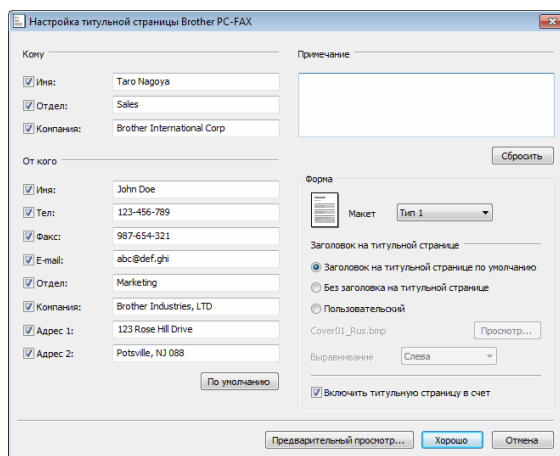 Настройка титульной страницы Brother PC-FAX
Кому
Имя: Taro Nagoya
Отдел: Sales
Компания: Brother International Corp
От кого
Имя: John Doe
Тел: 123-456-789
Факс: 987-654-321
E-mail: abc@def.ghi
Отдел: Marketing
Компания: Brother Industries, LTD
Адрес 1: 123 Rose Hill Drive
Адрес 2: Potsville, NJ 088
По умолчанию
Примечание
Сбросить
Форма
Макет Тип 1
Заголовок на титульной странице
Заголовок на титульной странице по умолчанию
Без заголовка на титульной странице
Пользовательский
Cover01_Rus.bmp Просмотр...
Выравнивание Слева
Включить титульную страницу в счет
Предварительный просмотр... Хорошо Отмена